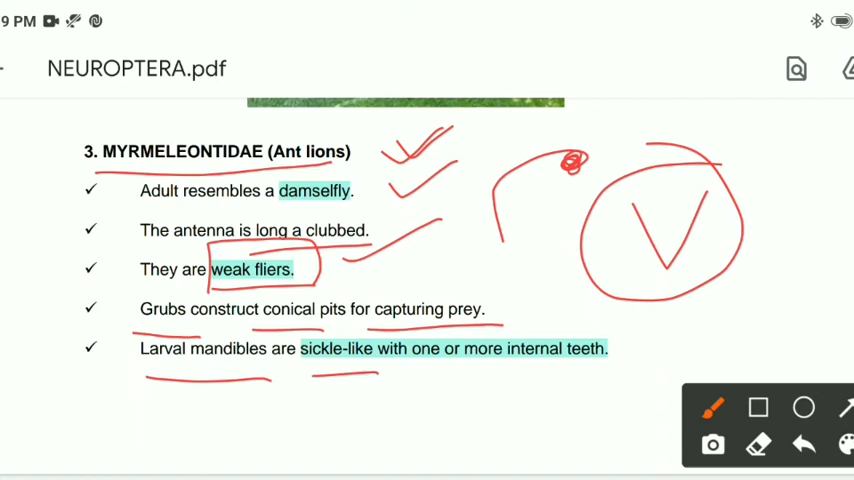 9 PM
NEUROPTERA.pdf
3. MYRMELEONTIDAE (Ant lions)
✓ Adult resembles a damselfly.
✓ The antenna is long a clubbed.
✓ They are weak fliers.
✓ Grubs construct conical pits for capturing prey.
✓ Larval mandibles are sickle-like with one or more internal teeth.